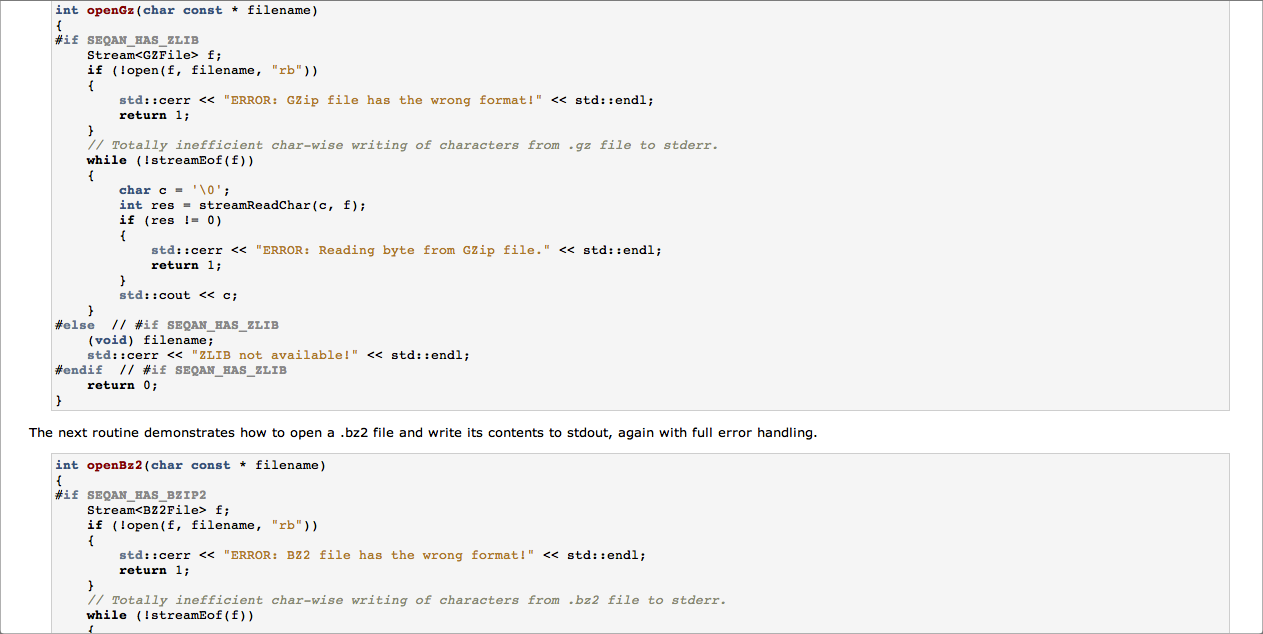 int openGz(char const * filename)
{
#if SEQAN_HAS_ZLIB
    Stream<GZFile> f;
    if (!open(f, filename, "rb"))
    {
        std::cerr << "ERROR: GZip file has the wrong format!" << std::endl;
        return 1;
    }
    // Totally inefficient char-wise writing of characters from .gz file to stderr.
    while (!streamEof(f))
    {
        char c = '\0';
        int res = streamReadChar(c, f);
        if (res != 0)
        {
            std::cerr << "ERROR: Reading byte from GZip file." << std::endl;
            return 1;
        }
        std::cout << c;
    }
#else  // #if SEQAN_HAS_ZLIB
    (void) filename;
    std::cerr << "ZLIB not available!" << std::endl;
#endif  // #if SEQAN_HAS_ZLIB
    return 0;
}
The next routine demonstrates how to open a .bz2 file and write its contents to stdout, again with full error handling.
int openBz2(char const * filename)
{
#if SEQAN_HAS_BZIP2
    Stream<BZ2File> f;
    if (!open(f, filename, "rb"))
    {
        std::cerr << "ERROR: BZ2 file has the wrong format!" << std::endl;
        return 1;
    }
    // Totally inefficient char-wise writing of characters from .bz2 file to stderr.
    while (!streamEof(f))
    {